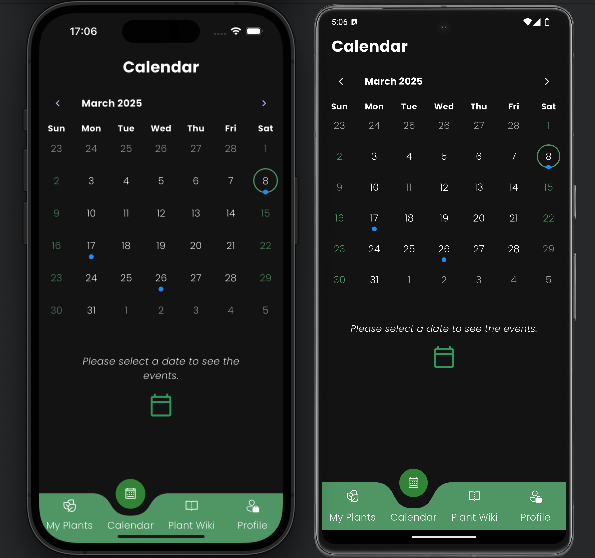 17:06
Calendar
March 2025
Sun Mon Tue Wed Thu Fri Sat
23 24 25 26 27 28 1
2 3 4 5 6 7 8
9 10 11 12 13 14 15
16 17 18 19 20 21 22
23 24 25 26 27 28 29
30 31 1 2 3 4 5
Please select a date to see the
events.
My Plants Calendar Plant Wiki Profile
5:06
Calendar
March 2025
Sun Mon Tue Wed Thu Fri Sat
23 24 25 26 27 28 1
2 3 4 5 6 7 8
9 10 11 12 13 14 15
16 17 18 19 20 21 22
23 24 25 26 27 28 29
30 31 1 2 3 4 5
Please select a date to see the events.
My Plants Calendar Plant Wiki Profile